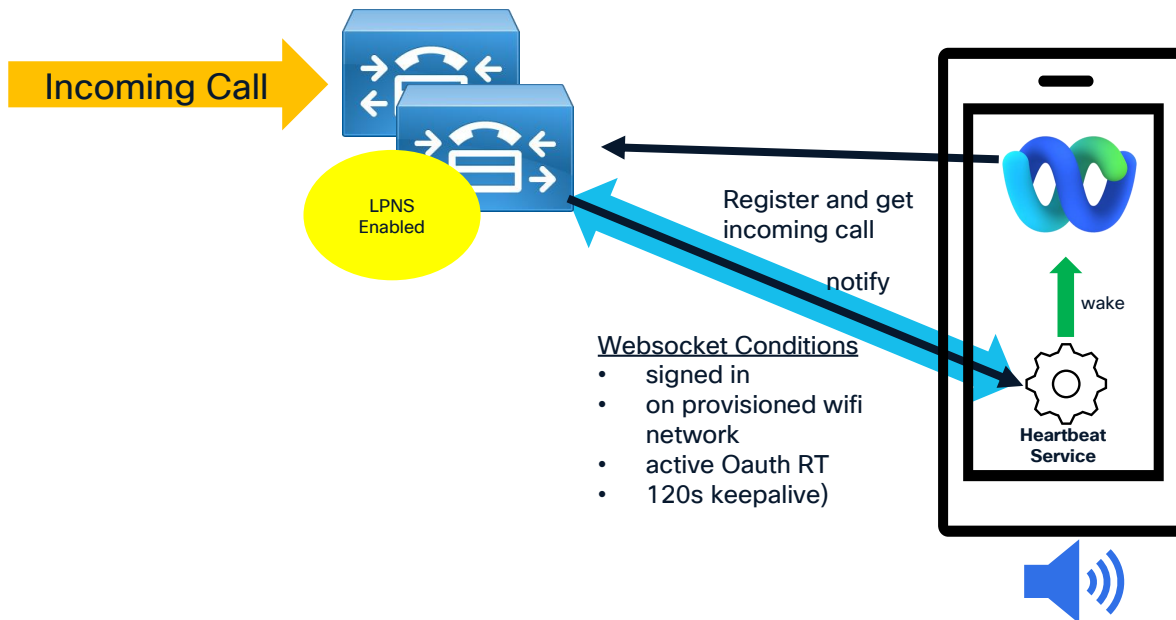 Incoming Call
LPNS
Enabled
Register and get
incoming call
notify
wake
Websocket Conditions
• signed in
• on provisioned wifi
network
• active Oauth RT
• 120s keepalive)
Heartbeat
Service